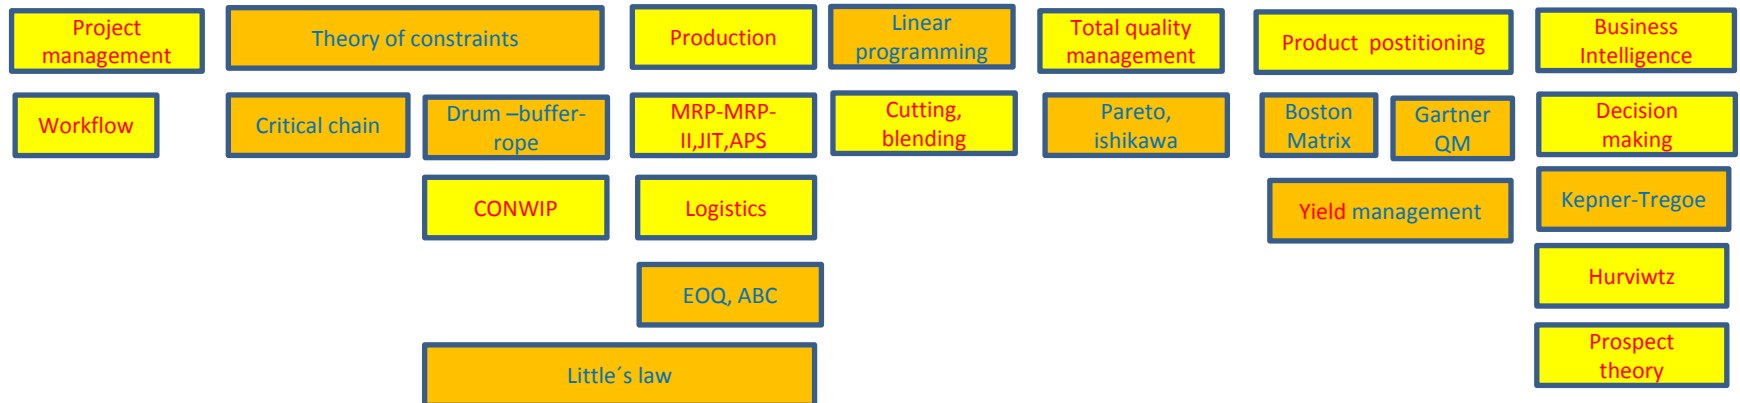 Project
management
Theory of constraints
Production
Linear
programming
Total quality
management
Product postitioning
Business
Intelligence
Workflow
Critical chain
Drum –buffer-
rope
MRP-MRP-
II,JIT,APS
Cutting,
blending
Pareto,
ishikawa
Boston
Matrix
Gartner
QM
Decision
making
CONWIP
Logistics
Yield management
Kepner-Tregoe
EOQ, ABC
Hurviwtz
Little´s law
Prospect
theory